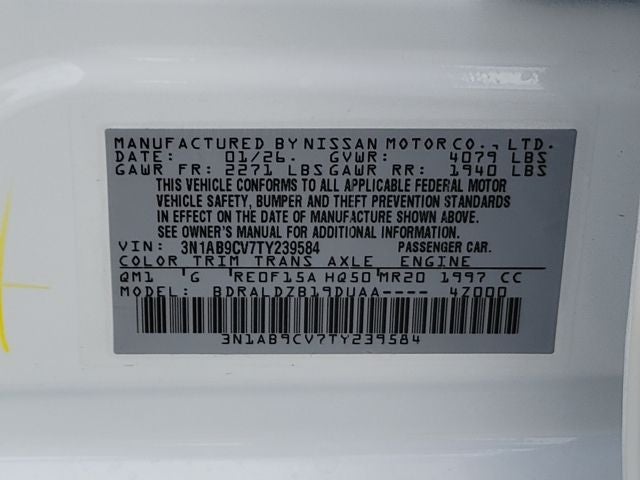 MANUFACTURED BY NISSAN MOTOR CO., LTD.
DATE: 01/26. GVWR: 4079 LBS
GAWR FR: 2271 LBS GAWR RR: 1940 LBS
THIS VEHICLE CONFORMS TO ALL APPLICABLE FEDERAL MOTOR
VEHICLE SAFETY, BUMPER AND THEFT PREVENTION STANDARDS
IN EFFECT ON THE DATE OF MANUFACTURE SHOWN ABOVE.
SEE OWNER'S MANUAL FOR ADDITIONAL INFORMATION.
VIN: 3N1AB9CV7TY239584 PASSENGER CAR.
COLOR TRIM TRANS AXLE ENGINE
QM1 G RE0F15A HQ50 MR20 1997 CC
MODEL: BDRALDZB19DUAA---- 4Z000
3N1AB9CV7TY239584